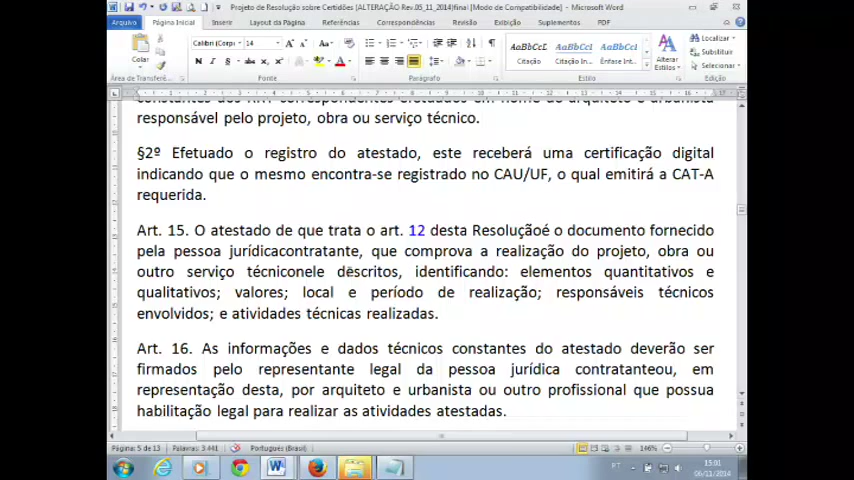 Projeto de Resolução sobre Certidões (ALTERAÇÃO Rev.05_11_2014)final [Modo de Compatibilidade] - Microsoft Word
Arquivo Página Inicial Inserir Layout da Página Referências Correspondências Revisão Exibição Suplementos PDF
Calibri (Corpo) 14
Colar
AaBbCcL AaBbCcL AaBbCcI
Citação Citação In... Ênfase Int...
Alterar Estilos
Localizar
Substituir
Selecionar
Área de Transferê... Fonte Parágrafo Estilo Edição
constantes dos RRT correspondentes efetuados em nome do arquiteto e urbanista
responsável pelo projeto, obra ou serviço técnico.
§2º Efetuado o registro do atestado, este receberá uma certificação digital
indicando que o mesmo encontra-se registrado no CAU/UF, o qual emitirá a CAT-A
requerida.
Art. 15. O atestado de que trata o art. 12 desta Resoluçãoé o documento fornecido
pela pessoa jurídicacontratante, que comprova a realização do projeto, obra ou
outro serviço técniconele descritos, identificando: elementos quantitativos e
qualitativos; valores; local e período de realização; responsáveis técnicos
envolvidos; e atividades técnicas realizadas.
Art. 16. As informações e dados técnicos constantes do atestado deverão ser
firmados pelo representante legal da pessoa jurídica contratanteou, em
representação desta, por arquiteto e urbanista ou outro profissional que possua
habilitação legal para realizar as atividades atestadas.
Página: 5 de 13 Palavras: 3.441 Português (Brasil) 146%
PT 15:01
06/11/2014